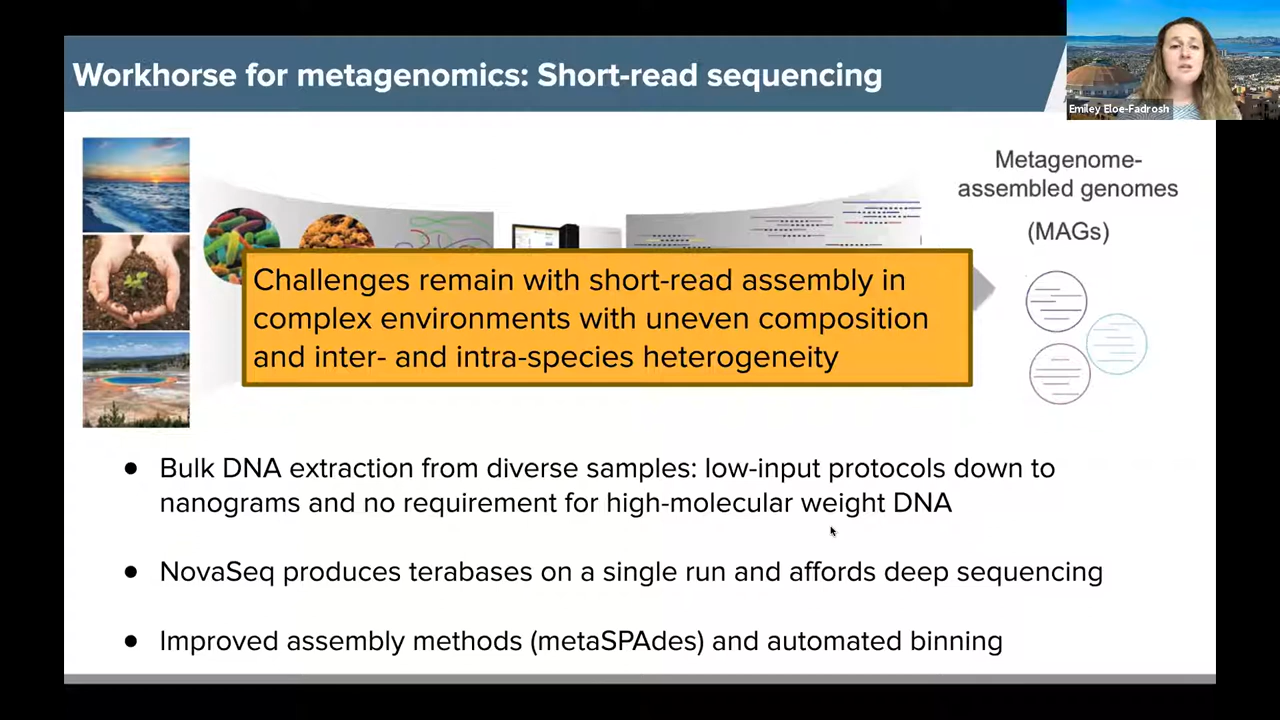 Workhorse for metagenomics: Short-read sequencing
Emiley Eloe-Fadrosh
Metagenome-
assembled genomes
(MAGs)
Challenges remain with short-read assembly in
complex environments with uneven composition
and inter- and intra-species heterogeneity
● Bulk DNA extraction from diverse samples: low-input protocols down to
nanograms and no requirement for high-molecular weight DNA
● NovaSeq produces terabases on a single run and affords deep sequencing
● Improved assembly methods (metaSPAdes) and automated binning